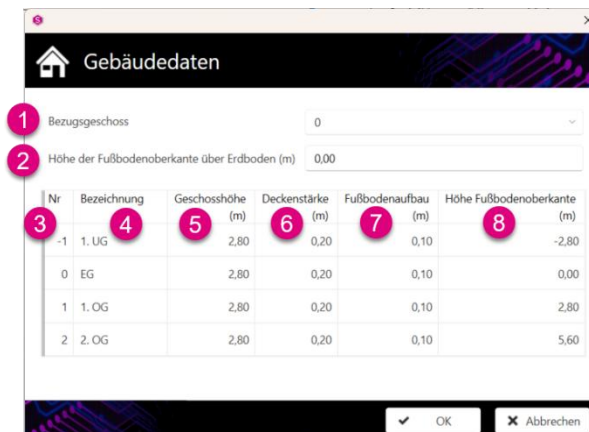 S
Gebäudedaten
1 Bezugsgeschoss 0
2 Höhe der Fußbodenoberkante über Erdboden (m) 0,00
Nr Bezeichnung Geschosshöhe (m) Deckenstärke (m) Fußbodenaufbau (m) Höhe Fußbodenoberkante (m)
3 4 5 6 7 8
-1 1. UG 2,80 0,20 0,10 -2,80
0 EG 2,80 0,20 0,10 0,00
1 1. OG 2,80 0,20 0,10 2,80
2 2. OG 2,80 0,20 0,10 5,60
OK Abbrechen